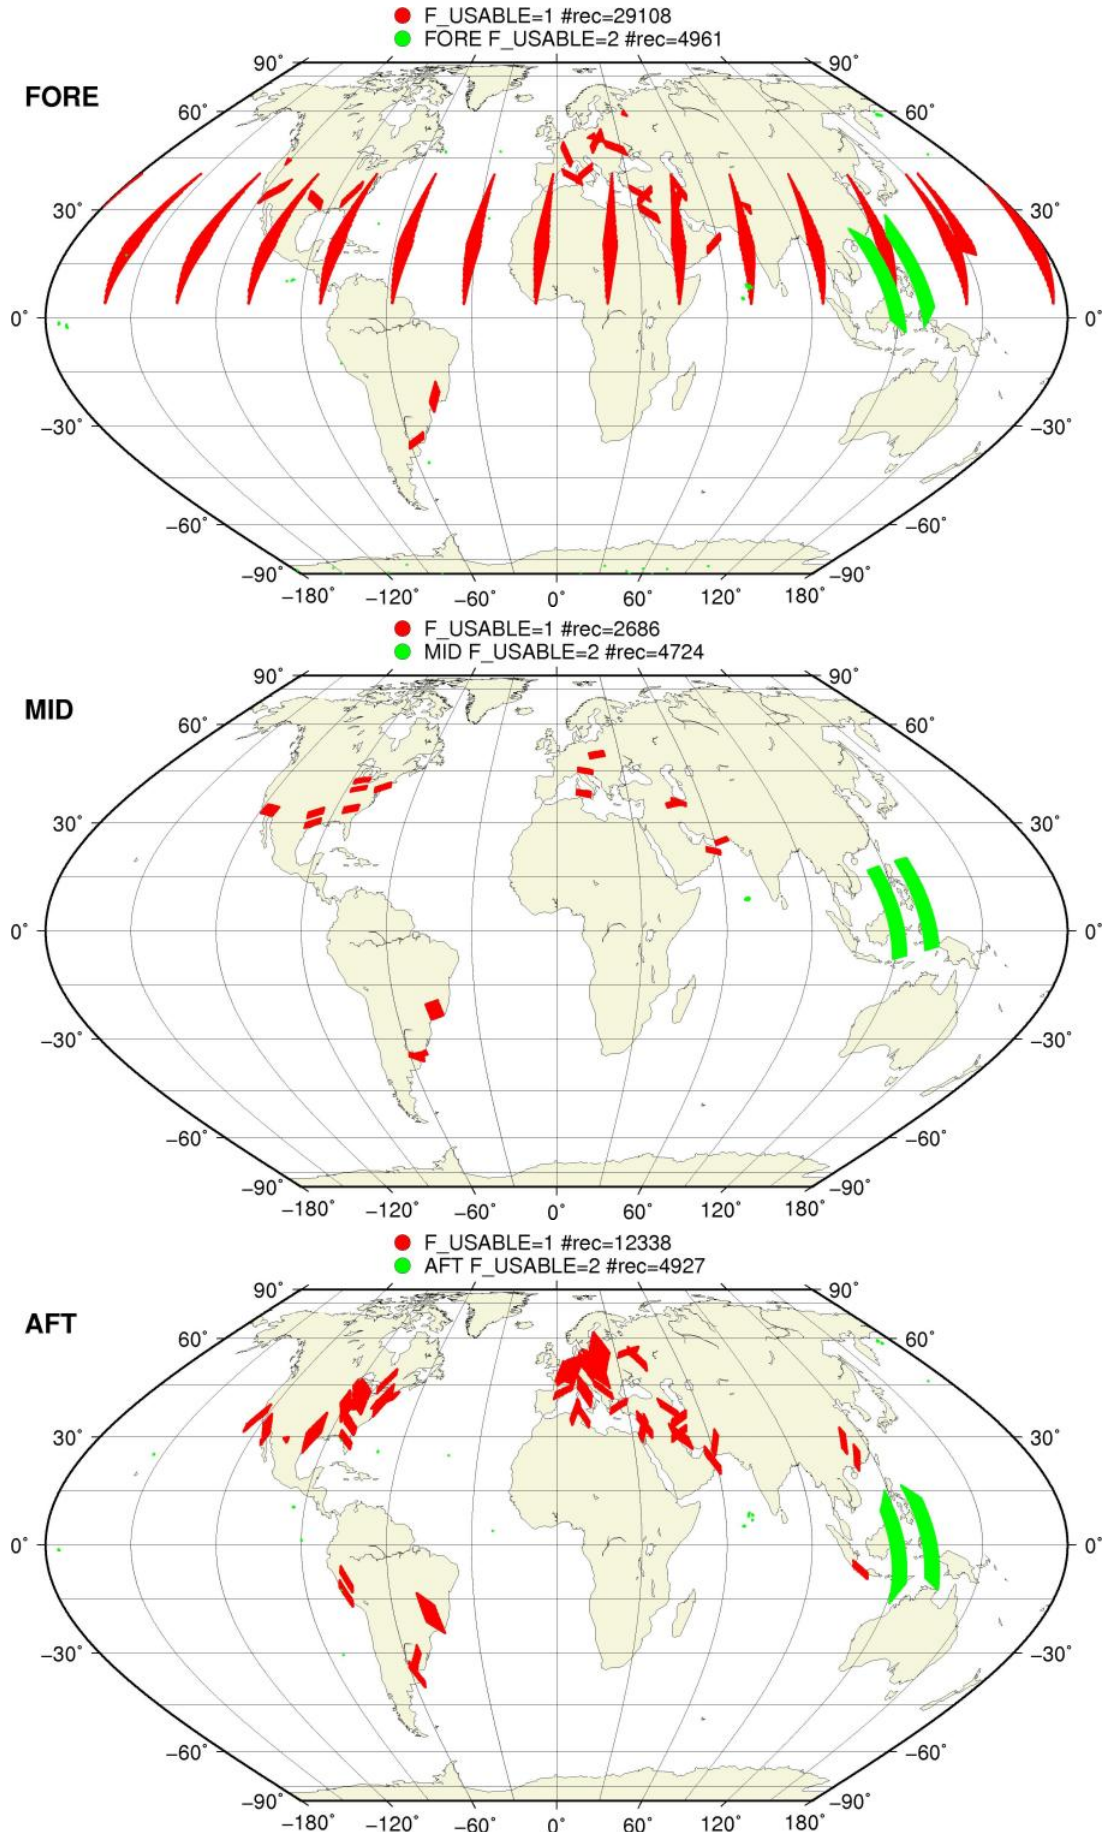 F_USABLE=1 #rec=29108
FORE F_USABLE=2 #rec=4961
FORE
90° 90°
60° 60°
30° 30°
0° 0°
−30° −30°
−60° −60°
−90° −90°
−180° −120° −60° 0° 60° 120° 180°
F_USABLE=1 #rec=2686
MID F_USABLE=2 #rec=4724
MID
90° 90°
60° 60°
30° 30°
0° 0°
−30° −30°
−60° −60°
−90° −90°
−180° −120° −60° 0° 60° 120° 180°
F_USABLE=1 #rec=12338
AFT F_USABLE=2 #rec=4927
AFT
90° 90°
60° 60°
30° 30°
0° 0°
−30° −30°
−60° −60°
−90° −90°
−180° −120° −60° 0° 60° 120° 180°